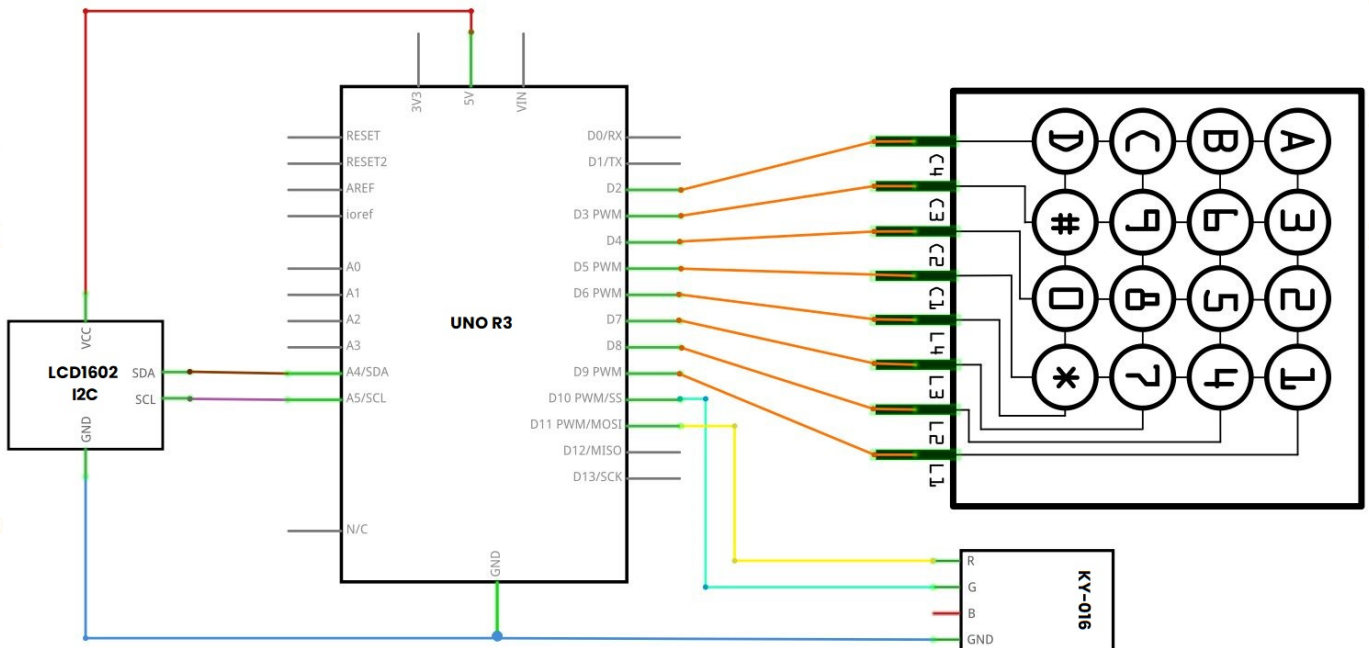 3V3
5V
VIN
RESET
RESET2
AREF
ioref
A0
A1
A2
A3
A4/SDA
A5/SCL
N/C
UNO R3
D0/RX
D1/TX
D2
D3 PWM
D4
D5 PWM
D6 PWM
D7
D8
D9 PWM
D10 PWM/SS
D11 PWM/MOSI
D12/MISO
D13/SCK
GND
VCC
LCD1602
I2C
SDA
SCL
GND
C4
C3
C2
C1
L4
L3
L2
L1
D C B A
# 9 6 3
0 8 5 2
* 7 4 1
R
G
B
GND
KY-016